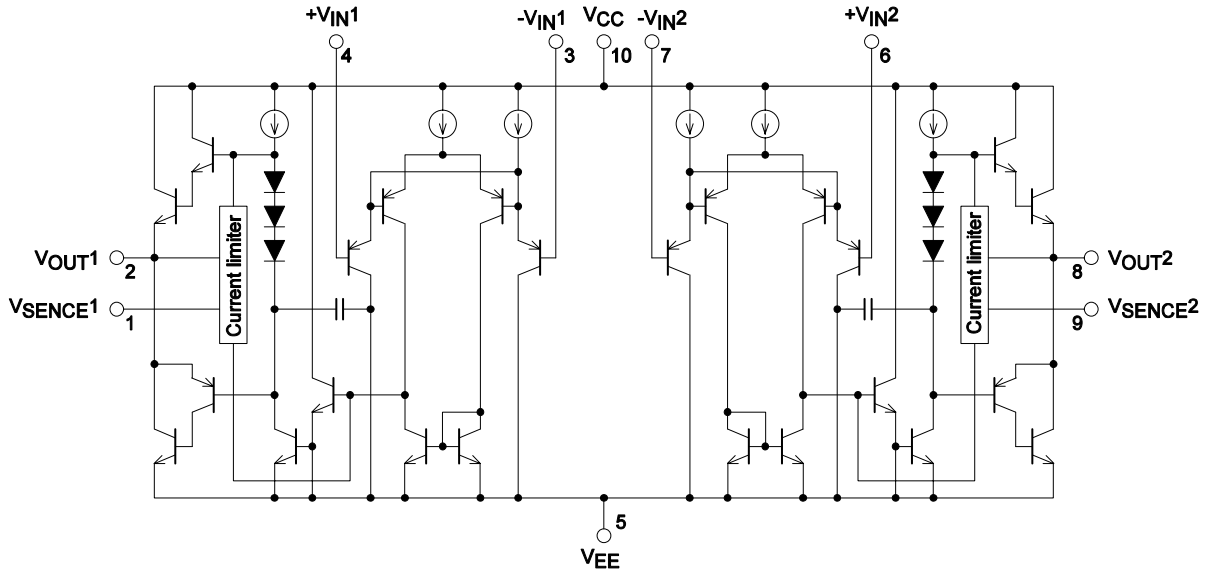 +VIN1
4
-VIN1
3
VCC
10
-VIN2
7
+VIN2
6
VOUT1
2
VSENCE1
1
Current limiter
Current limiter
VOUT2
8
VSENCE2
9
5
VEE